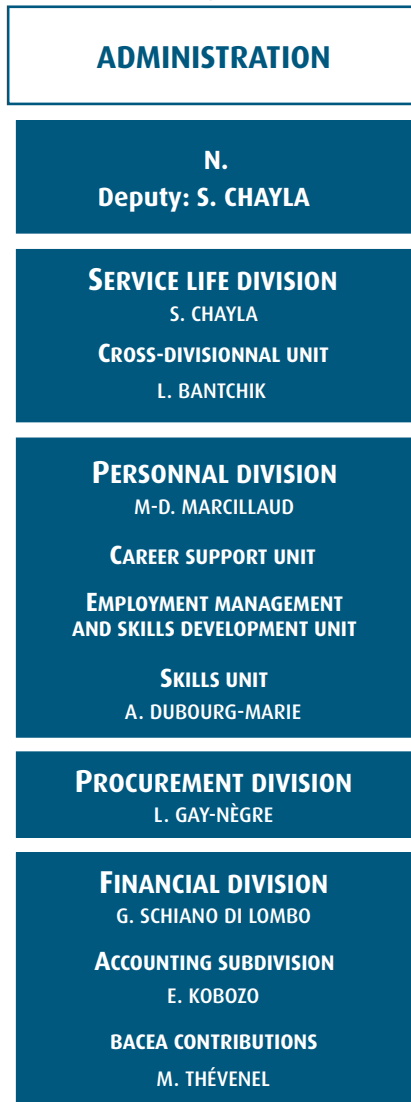 ADMINISTRATION
N.
Deputy: S. CHAYLA
SERVICE LIFE DIVISION
S. CHAYLA
CROSS-DIVISIONNAL UNIT
L. BANTCHIK
PERSONNAL DIVISION
M-D. MARCILLAUD
CAREER SUPPORT UNIT
EMPLOYMENT MANAGEMENT
AND SKILLS DEVELOPMENT UNIT
SKILLS UNIT
A. DUBOURG-MARIE
PROCUREMENT DIVISION
L. GAY-NÈGRE
FINANCIAL DIVISION
G. SCHIANO DI LOMBO
ACCOUNTING SUBDIVISION
E. KOBOZO
BACEA CONTRIBUTIONS
M. THÉVENEL